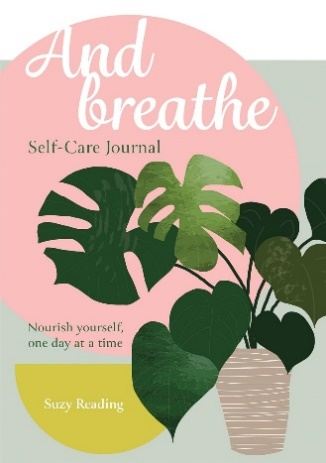 And
breathe
Self-Care Journal
Nourish yourself,
one day at a time
Suzy Reading